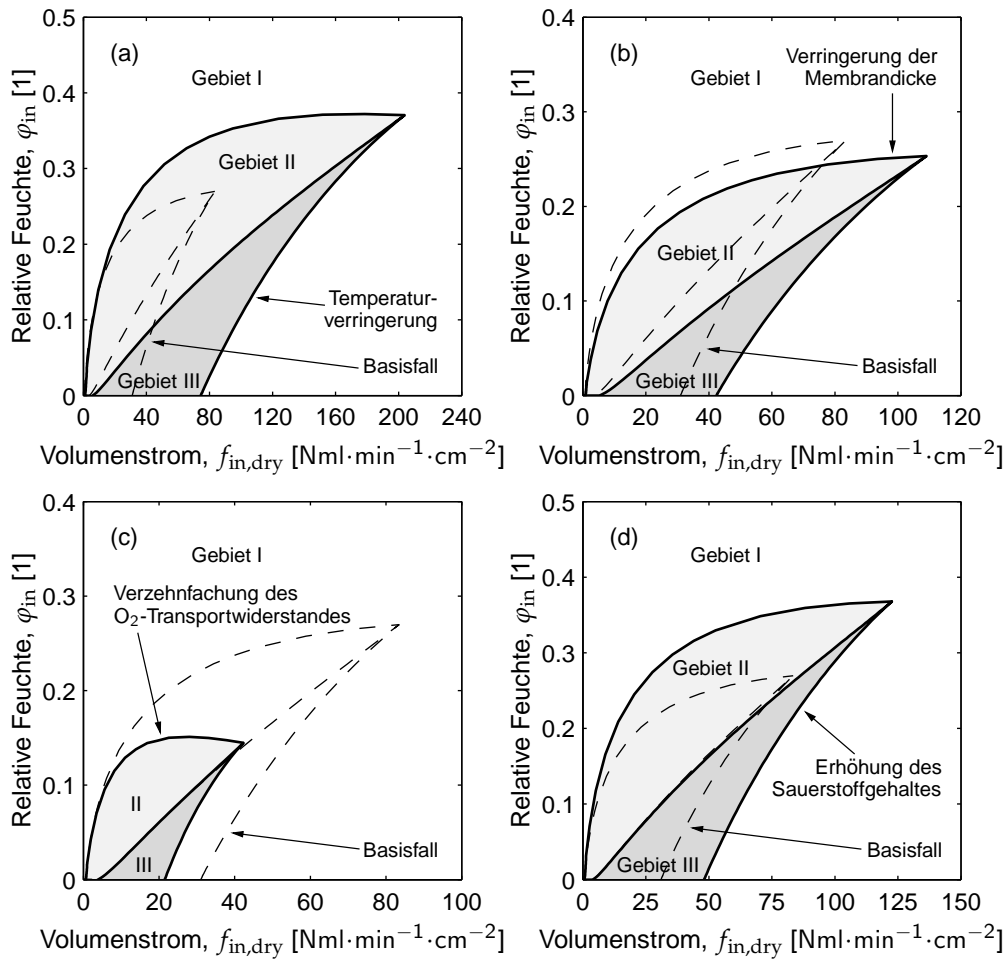 (a)
Gebiet I
Gebiet II
Gebiet III
Temperatur-
verringerung
Basisfall
Relative Feuchte, φin [1]
0.5
0.4
0.3
0.2
0.1
0
0 40 80 120 160 200 240
Volumenstrom, fin,dry [Nml·min−1·cm−2]
(b)
Verringerung der
Membrandicke
Gebiet I
Gebiet II
Gebiet III
Basisfall
Relative Feuchte, φin [1]
0.4
0.3
0.2
0.1
0
0 20 40 60 80 100 120
Volumenstrom, fin,dry [Nml·min−1·cm−2]
(c)
Gebiet I
Verzehnfachung des
O2-Transportwiderstandes
II
III
Basisfall
Relative Feuchte, φin [1]
0.4
0.3
0.2
0.1
0
0 20 40 60 80 100
Volumenstrom, fin,dry [Nml·min−1·cm−2]
(d)
Gebiet I
Gebiet II
Erhöhung des
Sauerstoffgehaltes
Gebiet III
Basisfall
Relative Feuchte, φin [1]
0.5
0.4
0.3
0.2
0.1
0
0 25 50 75 100 125 150
Volumenstrom, fin,dry [Nml·min−1·cm−2]